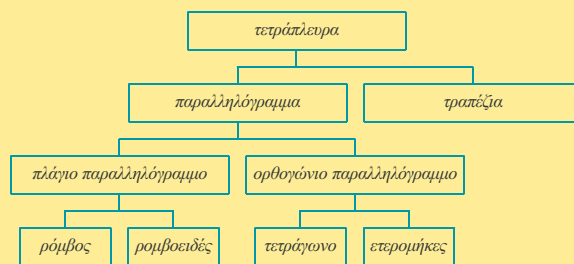 τετράπλευρα
παραλληλόγραμμα
τραπέζια
πλάγιο παραλληλόγραμμο
ορθογώνιο παραλληλόγραμμο
ρόμβος
ρομβοειδές
τετράγωνο
ετερομήκες